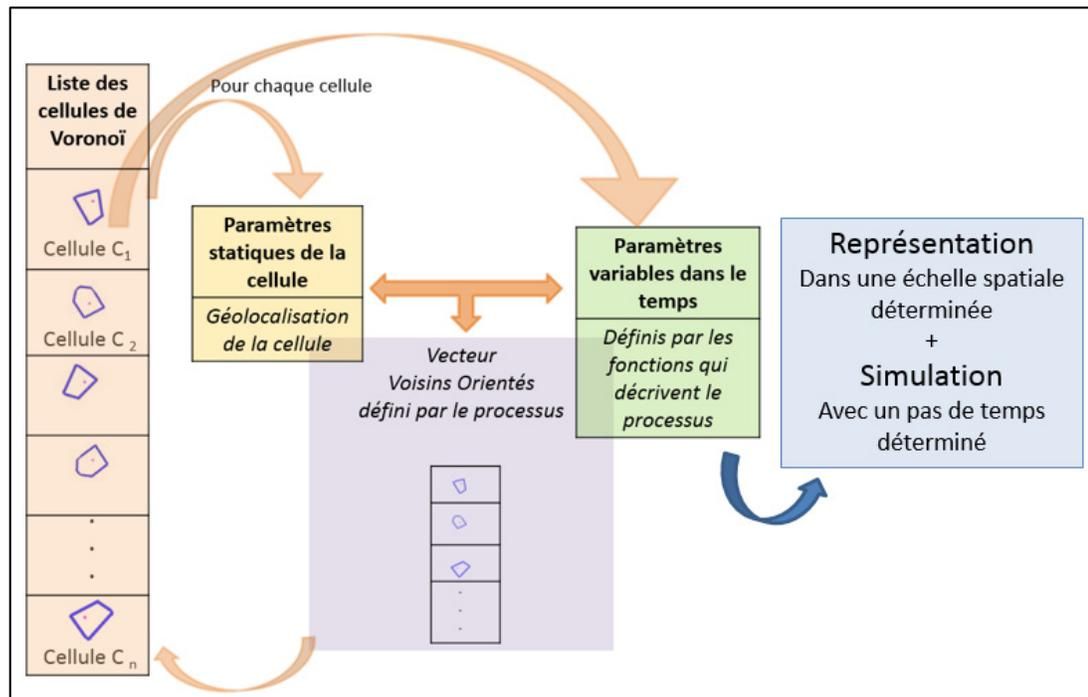 Liste des
cellules de
Voronoï
Cellule C1
Cellule C 2
.
.
.
Cellule C n
Pour chaque cellule
Paramètres
statiques de la
cellule
Géolocalisation
de la cellule
Vecteur
Voisins Orientés
défini par le processus
.
.
.
Paramètres
variables dans le
temps
Définis par les
fonctions qui
décrivent le
processus
Représentation
Dans une échelle spatiale
déterminée
+
Simulation
Avec un pas de temps
déterminé